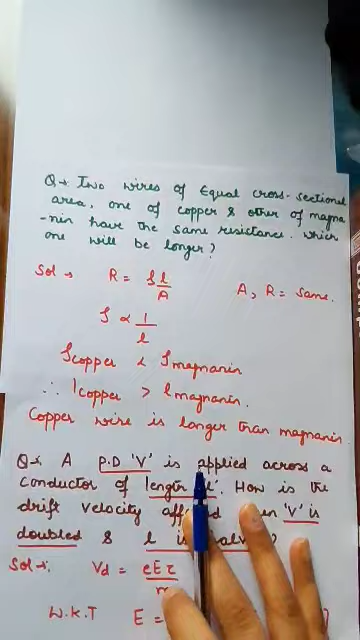 Q→ Two wires of Equal cross-sectional
area, one of copper & other of magna
-nin have the same resistance. which
one will be longer?
Sol → R = ρl/A A, R = same.
ρ ∝ 1/l
ρcopper < ρmagnanin
∴ lcopper > lmagnanin.
Copper wire is longer than magnanin.
Q→ A P.D 'V' is applied across a
conductor of length 'L'. How is the
drift velocity 'V' is
doubled & l is ?
Sol→ Vd = eEτ
W.K.T E =